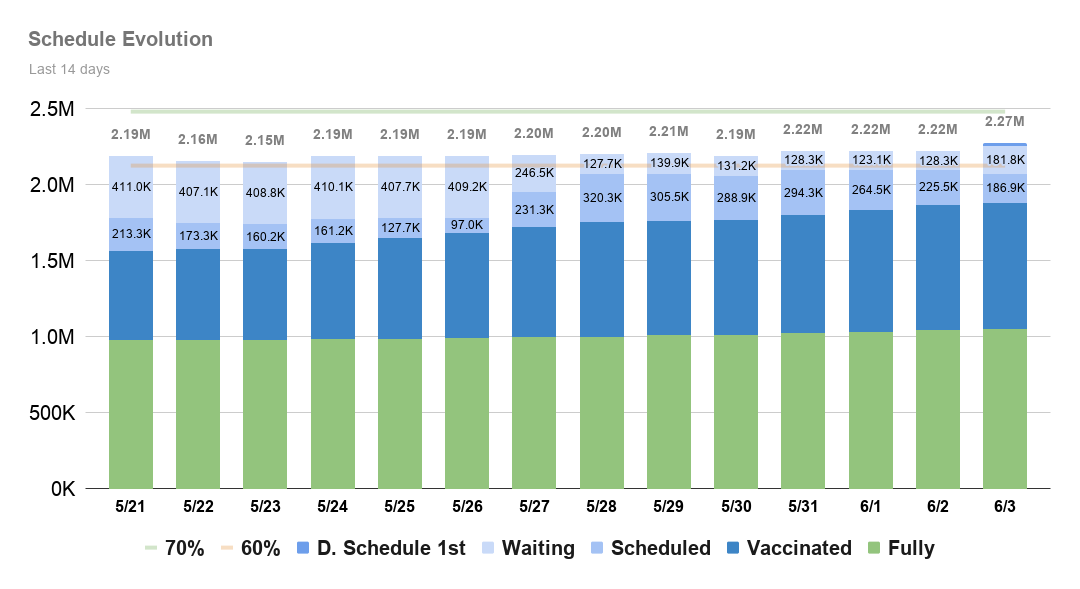 Schedule Evolution
Last 14 days
2.5M
2.0M
1.5M
1.0M
500K
0K
2.19M 2.16M 2.15M 2.19M 2.19M 2.19M 2.20M 2.20M 2.21M 2.19M 2.22M 2.22M 2.22M 2.27M
411.0K 407.1K 408.8K 410.1K 407.7K 409.2K 246.5K 127.7K 139.9K 131.2K 128.3K 123.1K 128.3K 181.8K
213.3K 173.3K 160.2K 161.2K 127.7K 97.0K 231.3K 320.3K 305.5K 288.9K 294.3K 264.5K 225.5K 186.9K
5/21 5/22 5/23 5/24 5/25 5/26 5/27 5/28 5/29 5/30 5/31 6/1 6/2 6/3
70% 60% D. Schedule 1st Waiting Scheduled Vaccinated Fully